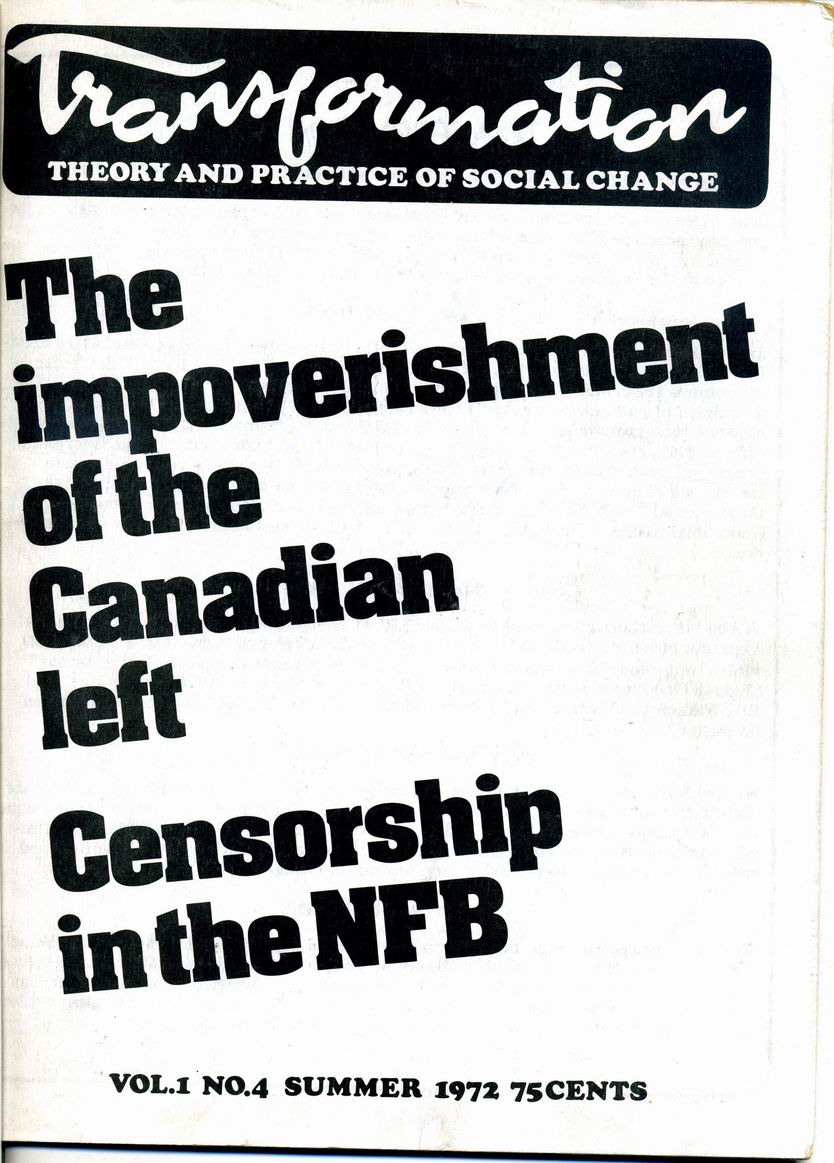 Transformation
THEORY AND PRACTICE OF SOCIAL CHANGE
The
impoverishment
of the
Canadian
left
Censorship
in the NFB
VOL.1 NO.4 SUMMER 1972 75CENTS